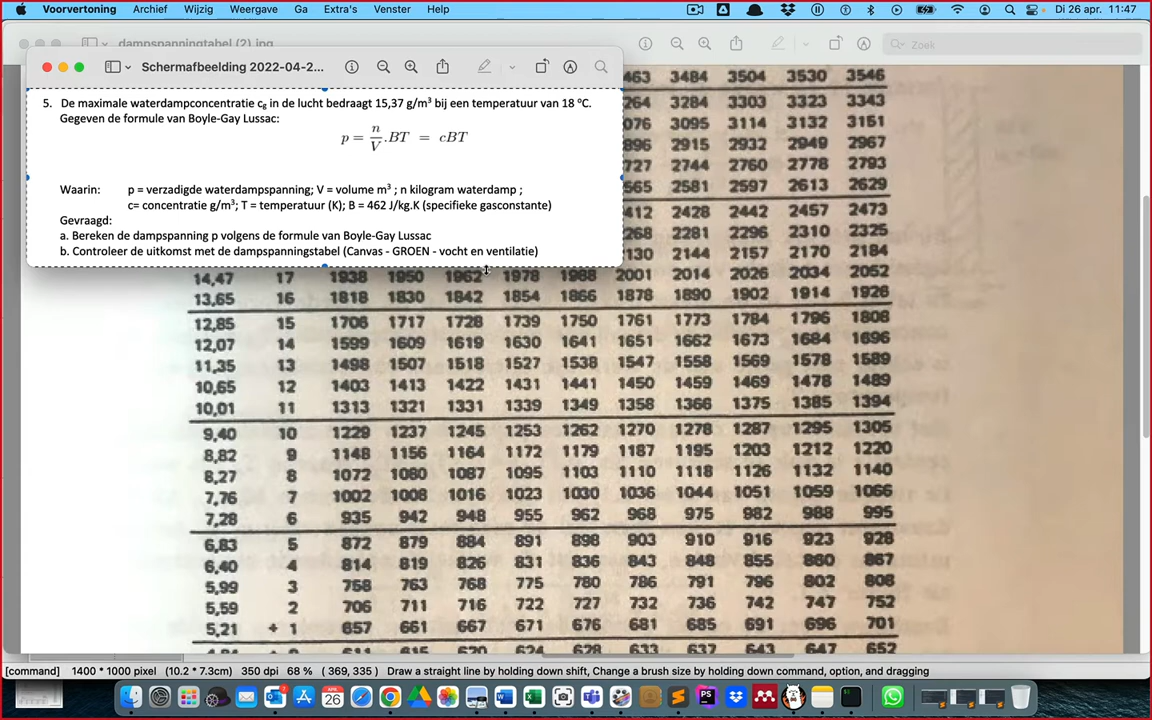 Voorvertoning Archief Wijzig Weergave Ga Extra's Venster Help Di 26 apr. 11:47
dampspanningtabel (2).jpg Zoek
Schermafbeelding 2022-04-2...
5. De maximale waterdampconcentratie cg in de lucht bedraagt 15,37 g/m³ bij een temperatuur van 18 °C.
Gegeven de formule van Boyle-Gay Lussac:
p = n/V .BT = cBT
Waarin: p = verzadigde waterdampspanning; V = volume m³ ; n kilogram waterdamp ;
c= concentratie g/m³; T = temperatuur (K); B = 462 J/kg.K (specifieke gasconstante)
Gevraagd:
a. Bereken de dampspanning p volgens de formule van Boyle-Gay Lussac
b. Controleer de uitkomst met de dampspanningstabel (Canvas - GROEN - vocht en ventilatie)
463 3484 3504 3530 3546
264 3284 3303 3323 3343
076 3095 3114 3132 3151
896 2915 2932 2949 2967
727 2744 2760 2778 2793
565 2581 2597 2613 2629
412 2428 2442 2457 2473
268 2281 2296 2310 2325
130 2144 2157 2170 2184
14,47 17 1938 1950 1962 1978 1988 2001 2014 2026 2034 2052
13,65 16 1818 1830 1842 1854 1866 1878 1890 1902 1914 1926
12,85 15 1706 1717 1728 1739 1750 1761 1773 1784 1796 1808
12,07 14 1599 1609 1619 1630 1641 1651 1662 1673 1684 1696
11,35 13 1498 1507 1518 1527 1538 1547 1558 1569 1578 1589
10,65 12 1403 1413 1422 1431 1441 1450 1459 1469 1478 1489
10,01 11 1313 1321 1331 1339 1349 1358 1366 1375 1385 1394
9,40 10 1229 1237 1245 1253 1262 1270 1278 1287 1295 1305
8,82 9 1148 1156 1164 1172 1179 1187 1195 1203 1212 1220
8,27 8 1072 1080 1087 1095 1103 1110 1118 1126 1132 1140
7,76 7 1002 1008 1016 1023 1030 1036 1044 1051 1059 1066
7,28 6 935 942 948 955 962 968 975 982 988 995
6,83 5 872 879 884 891 898 903 910 916 923 928
6,40 4 814 819 826 831 836 843 848 855 860 867
5,99 3 758 763 768 775 780 786 791 796 802 808
5,59 2 706 711 716 722 727 732 736 742 747 752
5,21 + 1 657 661 667 671 676 681 685 691 696 701
611 615 620 624 628 633 637 643 647 652
[command] 1400 * 1000 pixel (10.2 * 7.3cm) 350 dpi 68 % (369, 335) Draw a straight line by holding down shift, Change a brush size by holding down command, option, and dragging